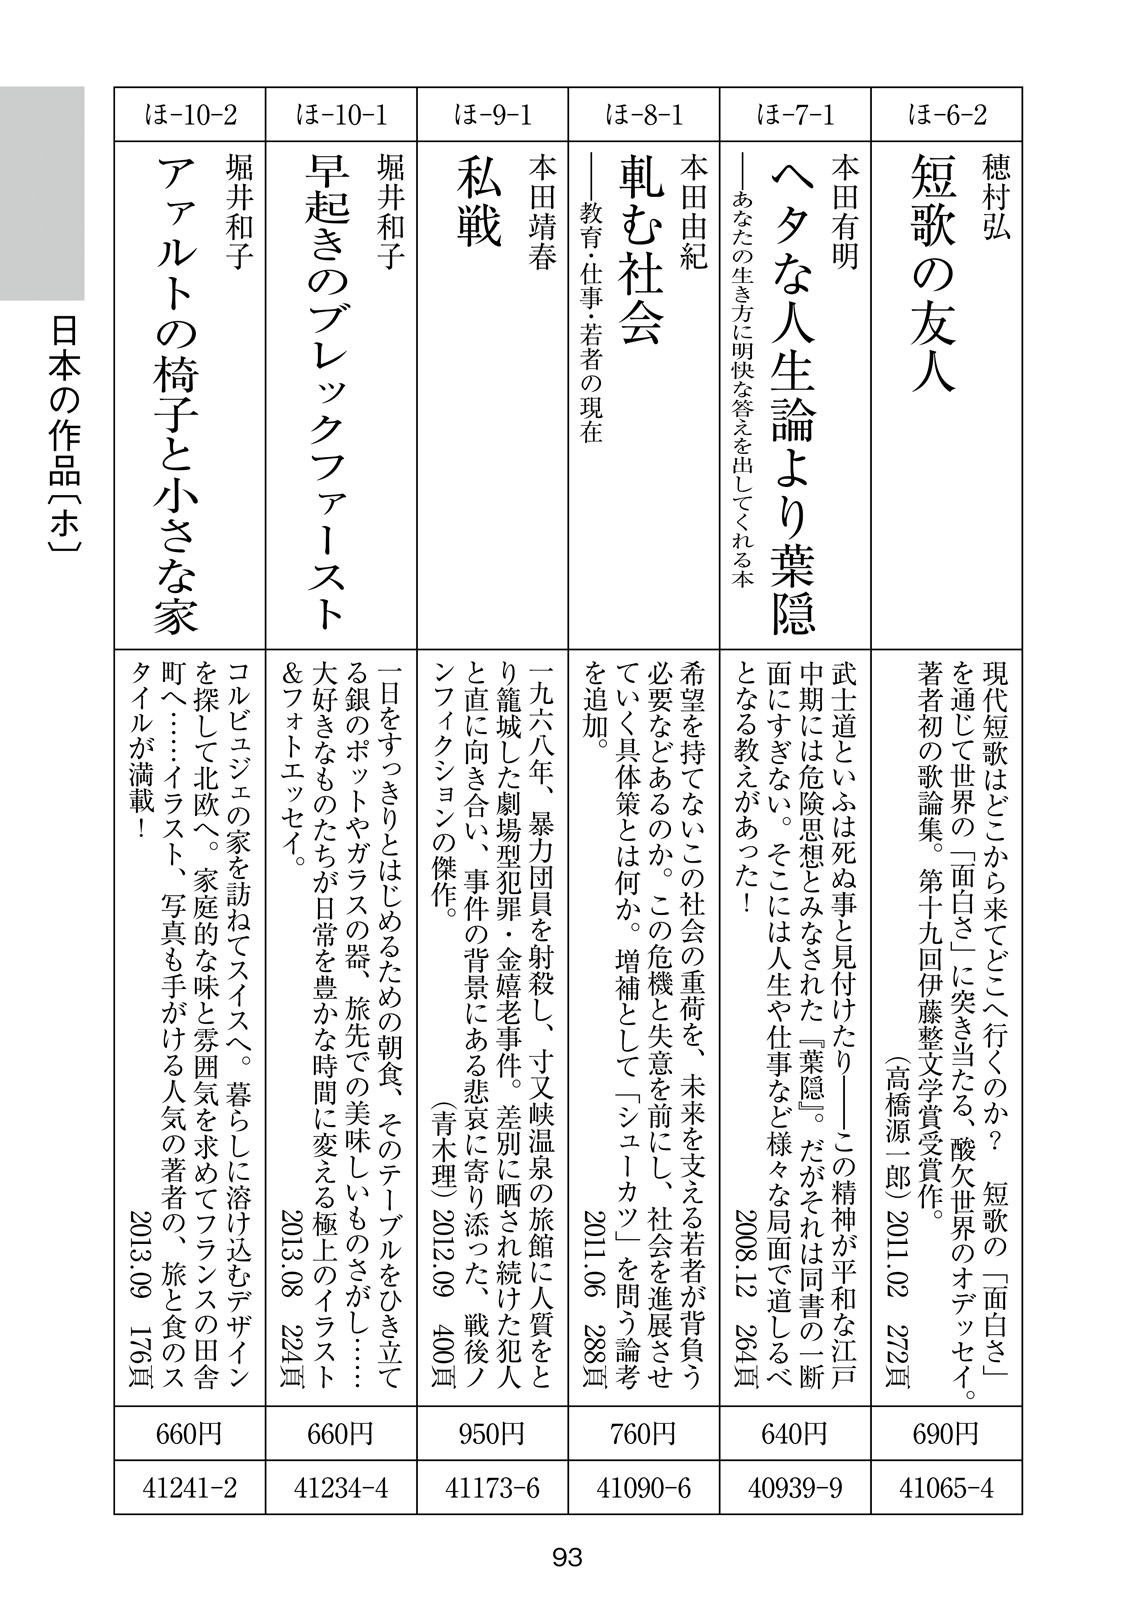 日本の作品〔ホ〕
ほ-6-2
穂村弘
短歌の友人
現代短歌はどこから来てどこへ行くのか？　短歌の「面白さ」
を通じて世界の「面白さ」に突き当たる、酸欠世界のオデッセイ。
著者初の歌論集。第十九回伊藤整文学賞受賞作。
（高橋源一郎）2011.02　272頁
690円
41065-4
ほ-7-1
本田有明
ヘタな人生論より葉隠
──あなたの生き方に明快な答えを出してくれる本
武士道といふは死ぬ事と見付けたり──この精神が平和な江戸
中期には危険思想とみなされた『葉隠』。だがそれは同書の一断
面にすぎない。そこには人生や仕事など様々な局面で道しるべ
となる教えがあった！
2008.12　264頁
640円
40939-9
ほ-8-1
本田由紀
軋む社会
──教育・仕事・若者の現在
希望を持てないこの社会の重荷を、未来を支える若者が背負う
必要などあるのか。この危機と失意を前にし、社会を進展させ
ていく具体策とは何か。増補として「シューカツ」を問う論考
を追加。
2011.06　288頁
760円
41090-6
ほ-9-1
本田靖春
私戦
一九六八年、暴力団員を射殺し、寸又峡温泉の旅館に人質をと
り籠城した劇場型犯罪・金嬉老事件。差別に晒され続けた犯人
と直に向き合い、事件の背景にある悲哀に寄り添った、戦後ノ
ンフィクションの傑作。
（青木理）2012.09　400頁
950円
41173-6
ほ-10-1
堀井和子
早起きのブレックファースト
一日をすっきりとはじめるための朝食、そのテーブルをひき立て
る銀のポットやガラスの器、旅先での美味しいものさがし……
大好きなものたちが日常を豊かな時間に変える極上のイラスト
＆フォトエッセイ。
2013.08　224頁
660円
41234-4
ほ-10-2
堀井和子
アァルトの椅子と小さな家
コルビュジェの家を訪ねてスイスへ。暮らしに溶け込むデザイン
を探して北欧へ。家庭的な味と雰囲気を求めてフランスの田舎
町へ……イラスト、写真も手がける人気の著者の、旅と食のス
タイルが満載！
2013.09　176頁
660円
41241-2
93